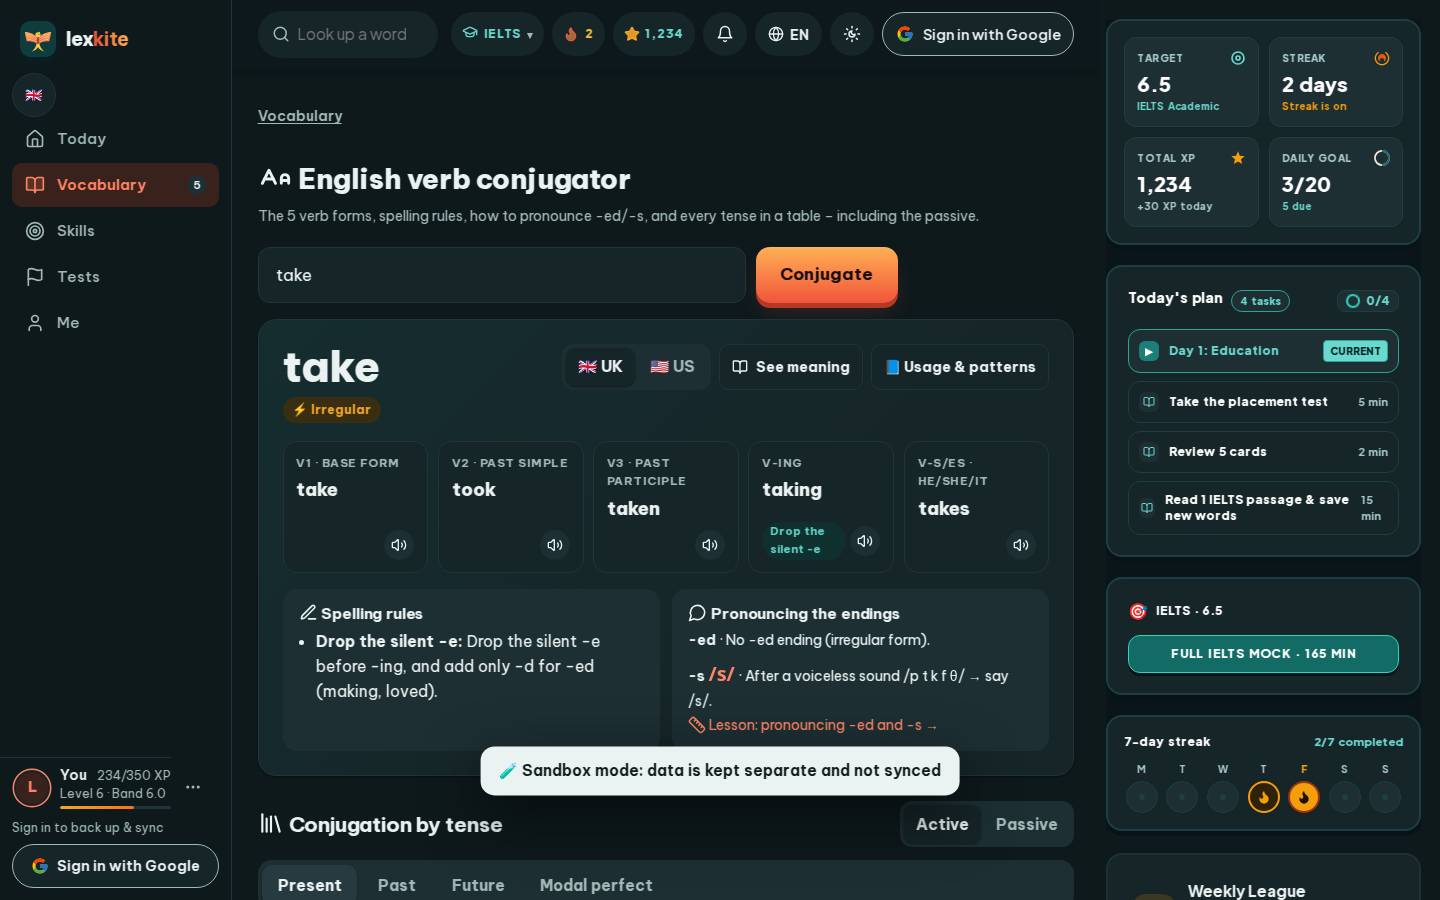 lexkite
Today
Vocabulary 5
Skills
Tests
Me
L You 234/350 XP
Level 6 · Band 6.0
Sign in to back up & sync
Sign in with Google
Look up a word
IELTS ▾
2
1,234
EN
Sign in with Google
Vocabulary
English verb conjugator
The 5 verb forms, spelling rules, how to pronounce -ed/-s, and every tense in a table – including the passive.
take
Conjugate
take
⚡ Irregular
🇬🇧 UK
🇺🇸 US
See meaning
📘 Usage & patterns
V1 · BASE FORM
take
V2 · PAST SIMPLE
took
V3 · PAST
PARTICIPLE
taken
V-ING
taking
Drop the
silent -e
V-S/ES ·
HE/SHE/IT
takes
Spelling rules
• Drop the silent -e: Drop the silent -e
before -ing, and add only -d for -ed
(making, loved).
Pronouncing the endings
-ed · No -ed ending (irregular form).
-s /s/ · After a voiceless sound /p t k f θ/ → say
/s/.
Lesson: pronouncing -ed and -s →
🧪 Sandbox mode: data is kept separate and not synced
Conjugation by tense
Active Passive
Present Past Future Modal perfect
TARGET
6.5
IELTS Academic
STREAK
2 days
Streak is on
TOTAL XP
1,234
+30 XP today
DAILY GOAL
3/20
5 due
Today's plan 4 tasks 0/4
Day 1: Education CURRENT
Take the placement test 5 min
Review 5 cards 2 min
Read 1 IELTS passage & save 15
new words min
🎯 IELTS · 6.5
FULL IELTS MOCK · 165 MIN
7-day streak 2/7 completed
M T W T F S S
Weekly League